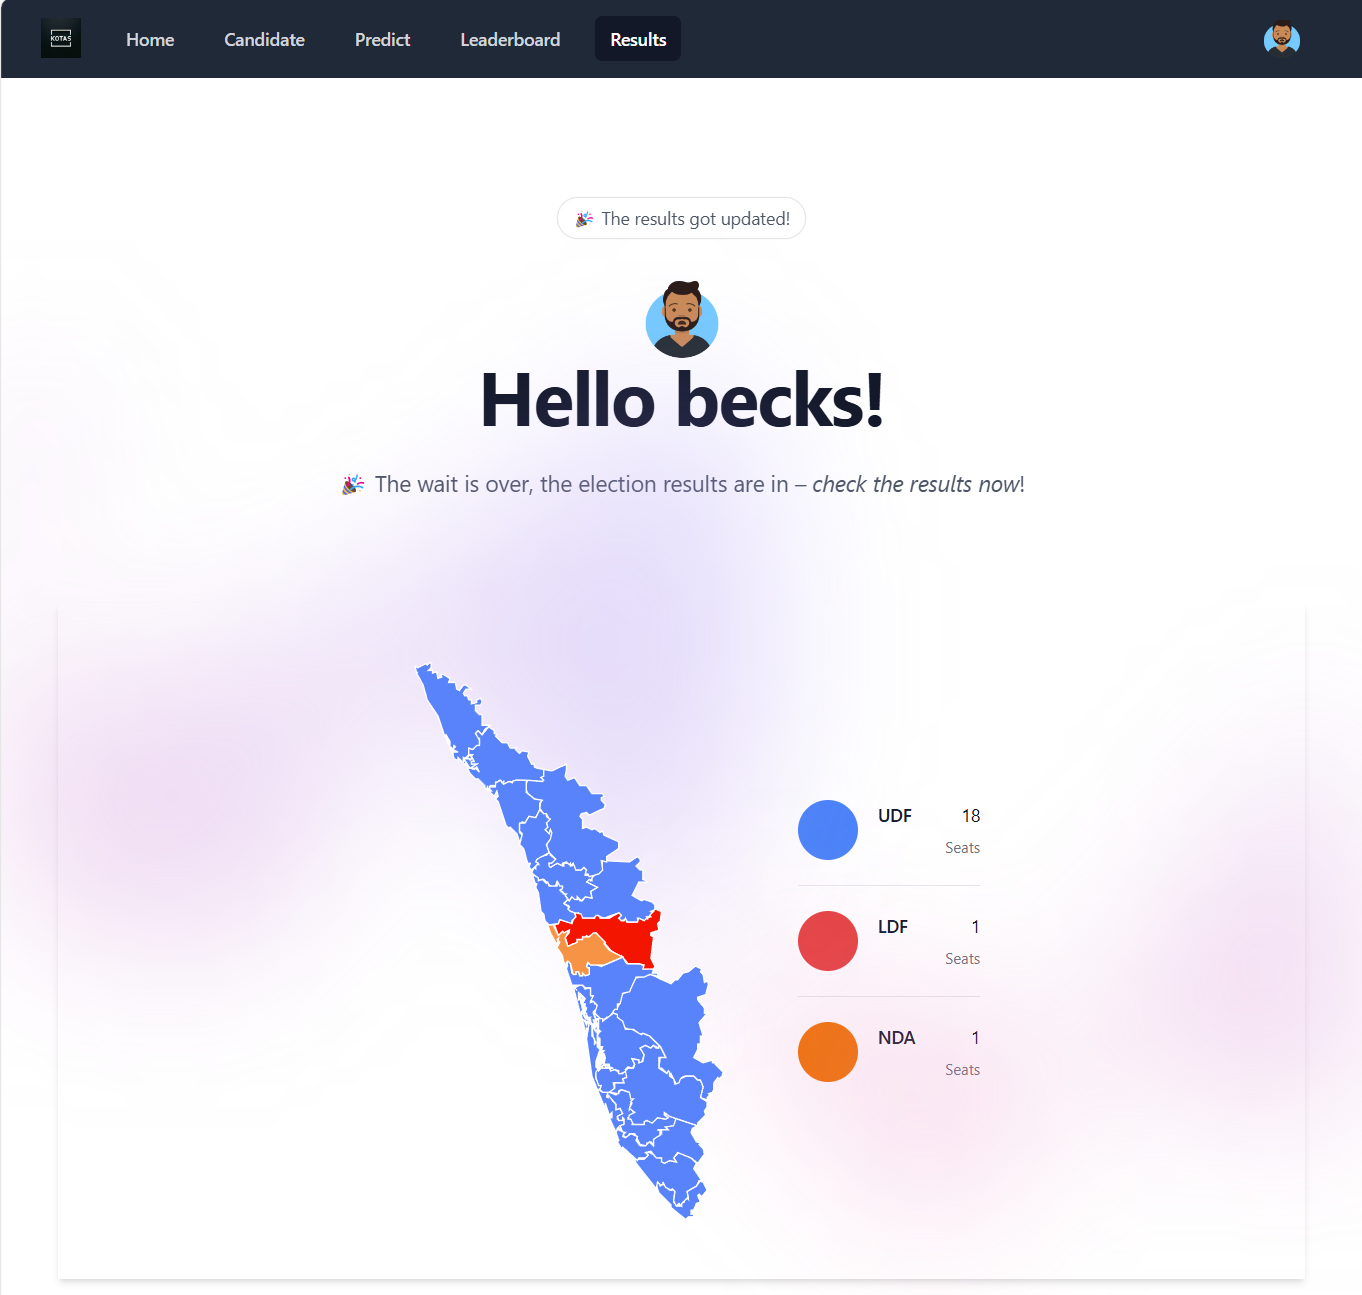 KOTAS
Home Candidate Predict Leaderboard Results
🎉 The results got updated!
Hello becks!
🎉 The wait is over, the election results are in – check the results now!
UDF 18
Seats
LDF 1
Seats
NDA 1
Seats